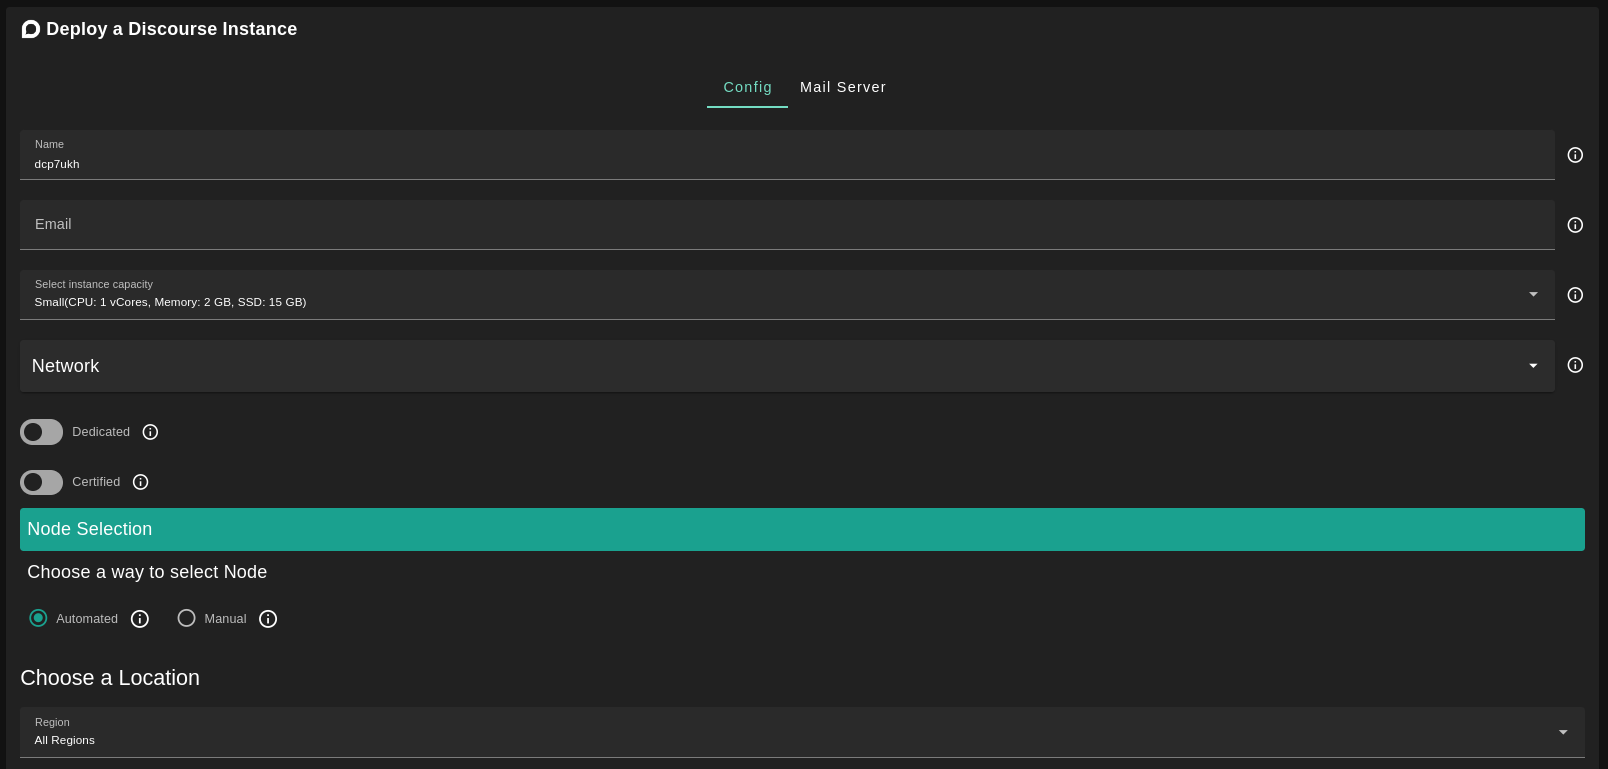 Deploy a Discourse Instance
Config Mail Server
Name
dcp7ukh
Email
Select instance capacity
Small(CPU: 1 vCores, Memory: 2 GB, SSD: 15 GB)
Network
Dedicated
Certified
Node Selection
Choose a way to select Node
Automated Manual
Choose a Location
Region
All Regions